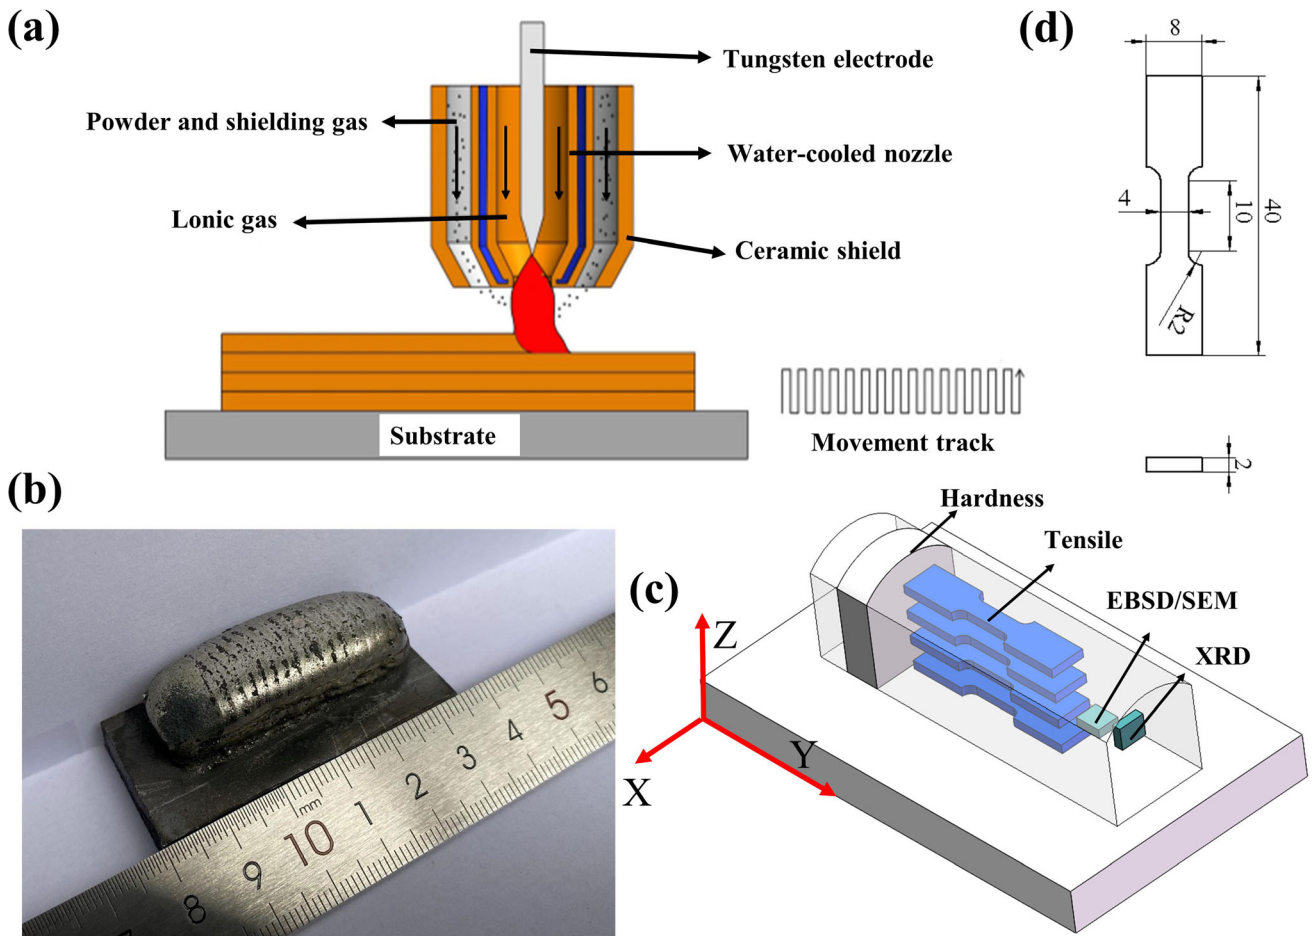 (a)
Tungsten electrode
Powder and shielding gas
Water-cooled nozzle
Lonic gas
Ceramic shield
Substrate
Movement track
(d)
8
4
10
40
R2
2
(b)
8
9
10
mm
1
2
3
4
5
6
(c)
Hardness
Tensile
EBSD/SEM
XRD
Z
Y
X